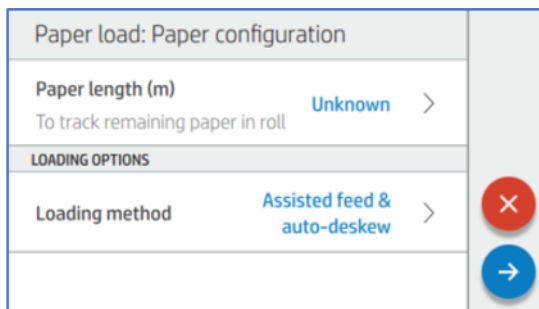 Paper load: Paper configuration
Paper length (m)
Unknown
To track remaining paper in roll
LOADING OPTIONS
Loading method
Assisted feed &
auto-deskew